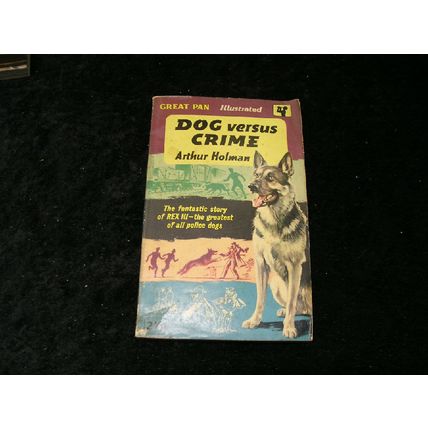 GREAT PAN Illustrated
DOG versus
CRIME
Arthur Holman
The fantastic story
of REX III—the greatest
of all police dogs